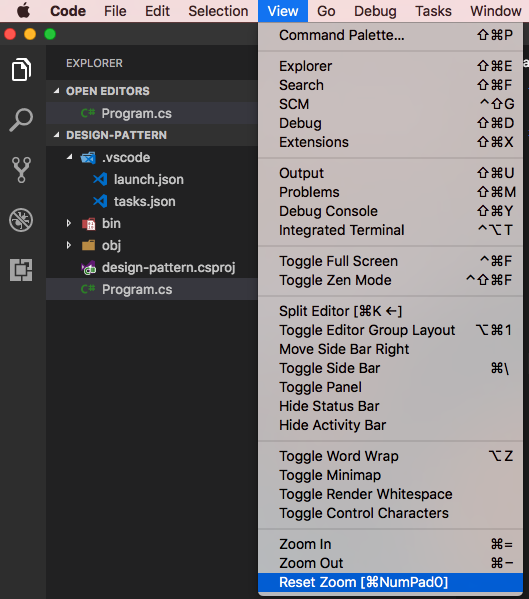 Code File Edit Selection View Go Debug Tasks Window
EXPLORER
OPEN EDITORS
C# Program.cs
DESIGN-PATTERN
.vscode
launch.json
tasks.json
bin
obj
design-pattern.csproj
C# Program.cs
Command Palette... ⇧⌘P
Explorer ⇧⌘E
Search ⇧⌘F
SCM ^⇧G
Debug ⇧⌘D
Extensions ⇧⌘X
Output ⇧⌘U
Problems ⇧⌘M
Debug Console ⇧⌘Y
Integrated Terminal ^⌥T
Toggle Full Screen ^⌘F
Toggle Zen Mode ^⇧⌘F
Split Editor [⌘K ←]
Toggle Editor Group Layout ⌥⌘1
Move Side Bar Right
Toggle Side Bar ⌘\
Toggle Panel
Hide Status Bar
Hide Activity Bar
Toggle Word Wrap ⌥Z
Toggle Minimap
Toggle Render Whitespace
Toggle Control Characters
Zoom In ⌘=
Zoom Out ⌘−
Reset Zoom [⌘NumPad0]